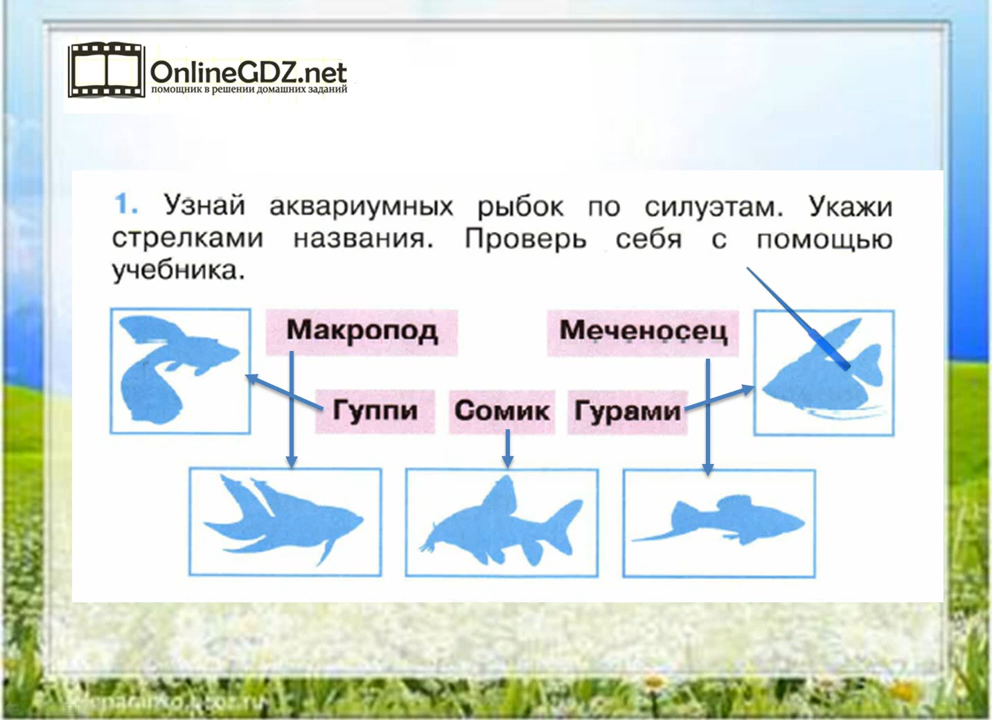 OnlineGDZ.net
помощник в решении домашних заданий
1. Узнай аквариумных рыбок по силуэтам. Укажи
стрелками названия. Проверь себя с помощью
учебника.
Макропод
Меченосец
Гуппи
Сомик
Гурами